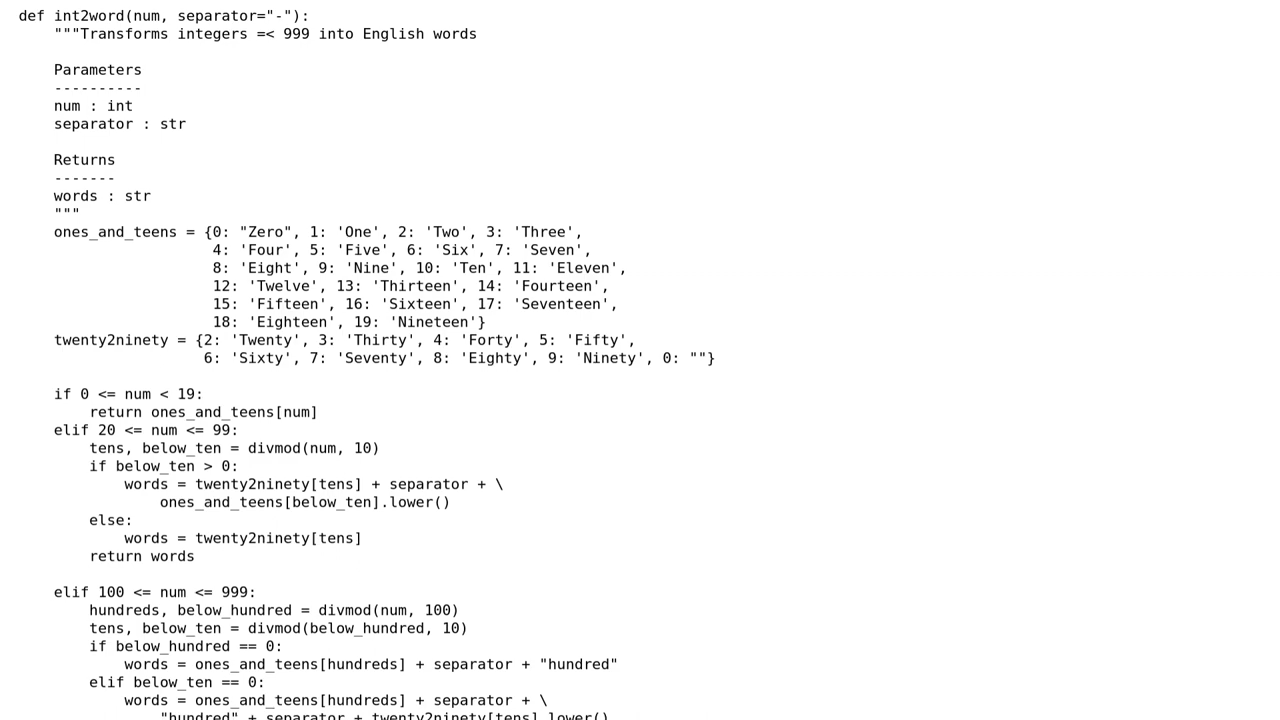 def int2word(num, separator="-"):
    """Transforms integers =< 999 into English words

    Parameters
    ----------
    num : int
    separator : str

    Returns
    -------
    words : str
    """
    ones_and_teens = {0: "Zero", 1: 'One', 2: 'Two', 3: 'Three',
                      4: 'Four', 5: 'Five', 6: 'Six', 7: 'Seven',
                      8: 'Eight', 9: 'Nine', 10: 'Ten', 11: 'Eleven',
                      12: 'Twelve', 13: 'Thirteen', 14: 'Fourteen',
                      15: 'Fifteen', 16: 'Sixteen', 17: 'Seventeen',
                      18: 'Eighteen', 19: 'Nineteen'}
    twenty2ninety = {2: 'Twenty', 3: 'Thirty', 4: 'Forty', 5: 'Fifty',
                     6: 'Sixty', 7: 'Seventy', 8: 'Eighty', 9: 'Ninety', 0: ""}

    if 0 <= num < 19:
        return ones_and_teens[num]
    elif 20 <= num <= 99:
        tens, below_ten = divmod(num, 10)
        if below_ten > 0:
            words = twenty2ninety[tens] + separator + \
                ones_and_teens[below_ten].lower()
        else:
            words = twenty2ninety[tens]
        return words

    elif 100 <= num <= 999:
        hundreds, below_hundred = divmod(num, 100)
        tens, below_ten = divmod(below_hundred, 10)
        if below_hundred == 0:
            words = ones_and_teens[hundreds] + separator + "hundred"
        elif below_ten == 0:
            words = ones_and_teens[hundreds] + separator + \
                "hundred" + separator + twenty2ninety[tens].lower()